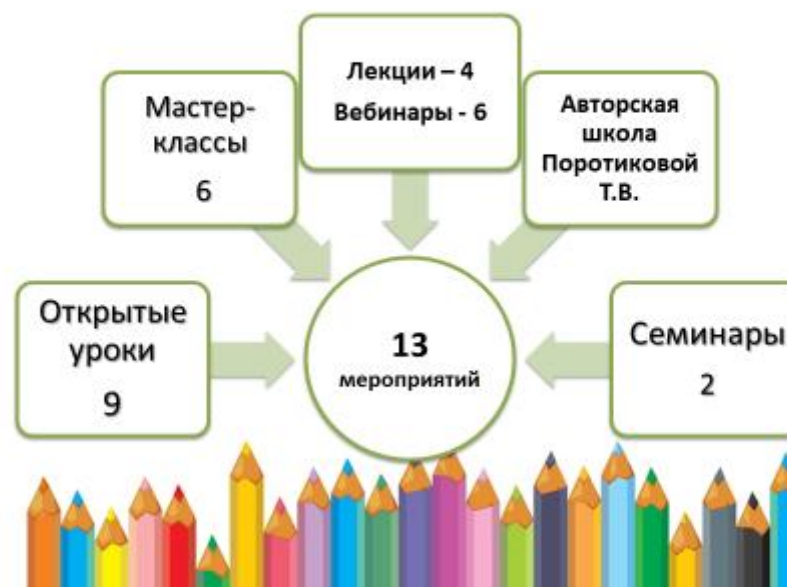 Лекции – 4
Вебинары - 6
Мастер-
классы
6
Авторская
школа
Поротиковой
Т.В.
Открытые
уроки
9
13
мероприятий
Семинары
2